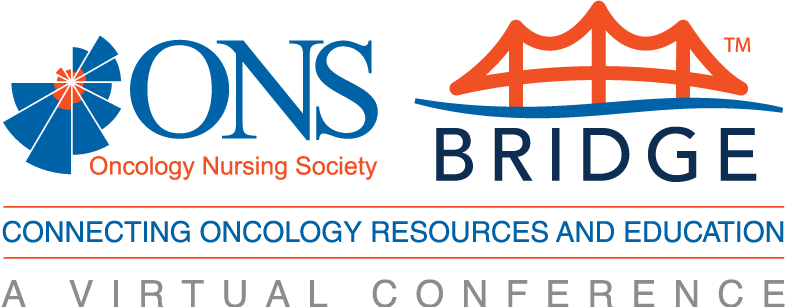 ONS
Oncology Nursing Society
™
BRIDGE
CONNECTING ONCOLOGY RESOURCES AND EDUCATION
A VIRTUAL CONFERENCE